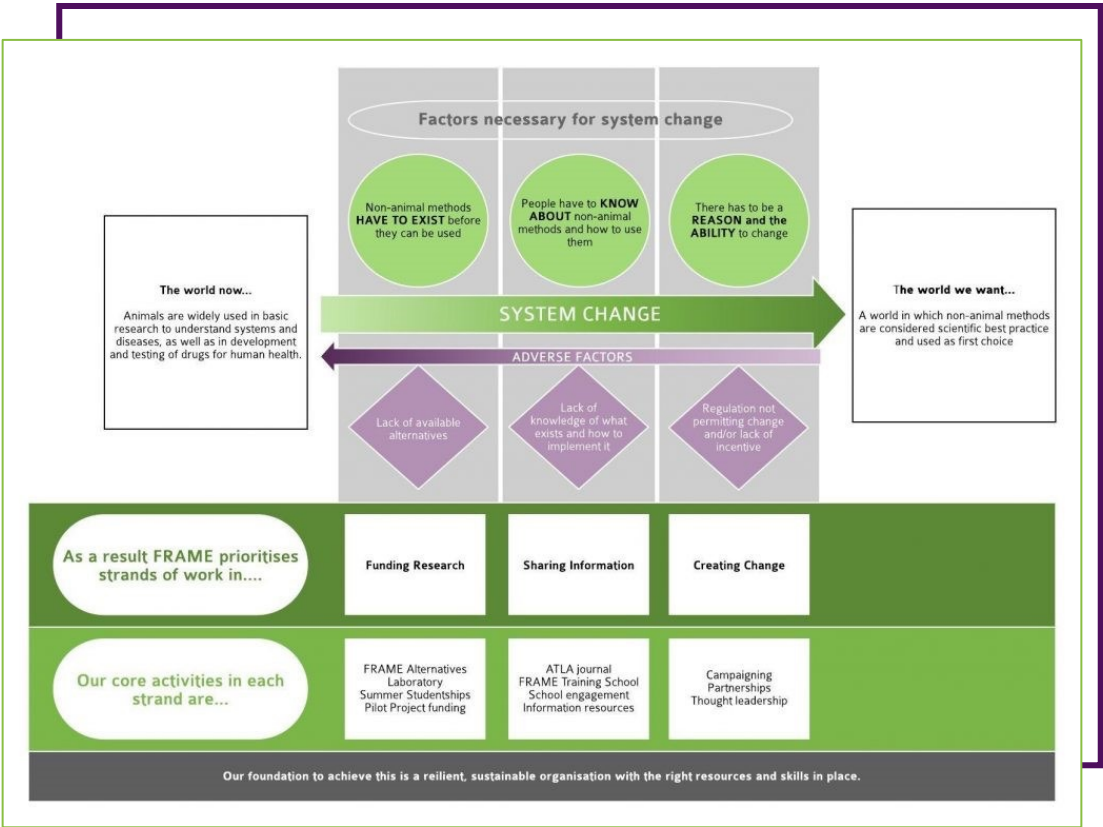 Factors necessary for system change
Non-animal methods
HAVE TO EXIST before
they can be used
People have to KNOW
ABOUT non-animal
methods and how to use
them
There has to be a
REASON and the
ABILITY to change
The world now...
Animals are widely used in basic
research to understand systems and
diseases, as well as in development
and testing of drugs for human health.
SYSTEM CHANGE
ADVERSE FACTORS
The world we want...
A world in which non-animal methods
are considered scientific best practice
and used as first choice
Lack of available
alternatives
Lack of
knowledge of what
exists and how to
implement it
Regulation not
permitting change
and/or lack of
incentive
As a result FRAME prioritises
strands of work in....
Funding Research
Sharing Information
Creating Change
Our core activities in each
strand are...
FRAME Alternatives
Laboratory
Summer Studentships
Pilot Project funding
ATLA journal
FRAME Training School
School engagement
Information resources
Campaigning
Partnerships
Thought leadership
Our foundation to achieve this is a reilient, sustainable organisation with the right resources and skills in place.